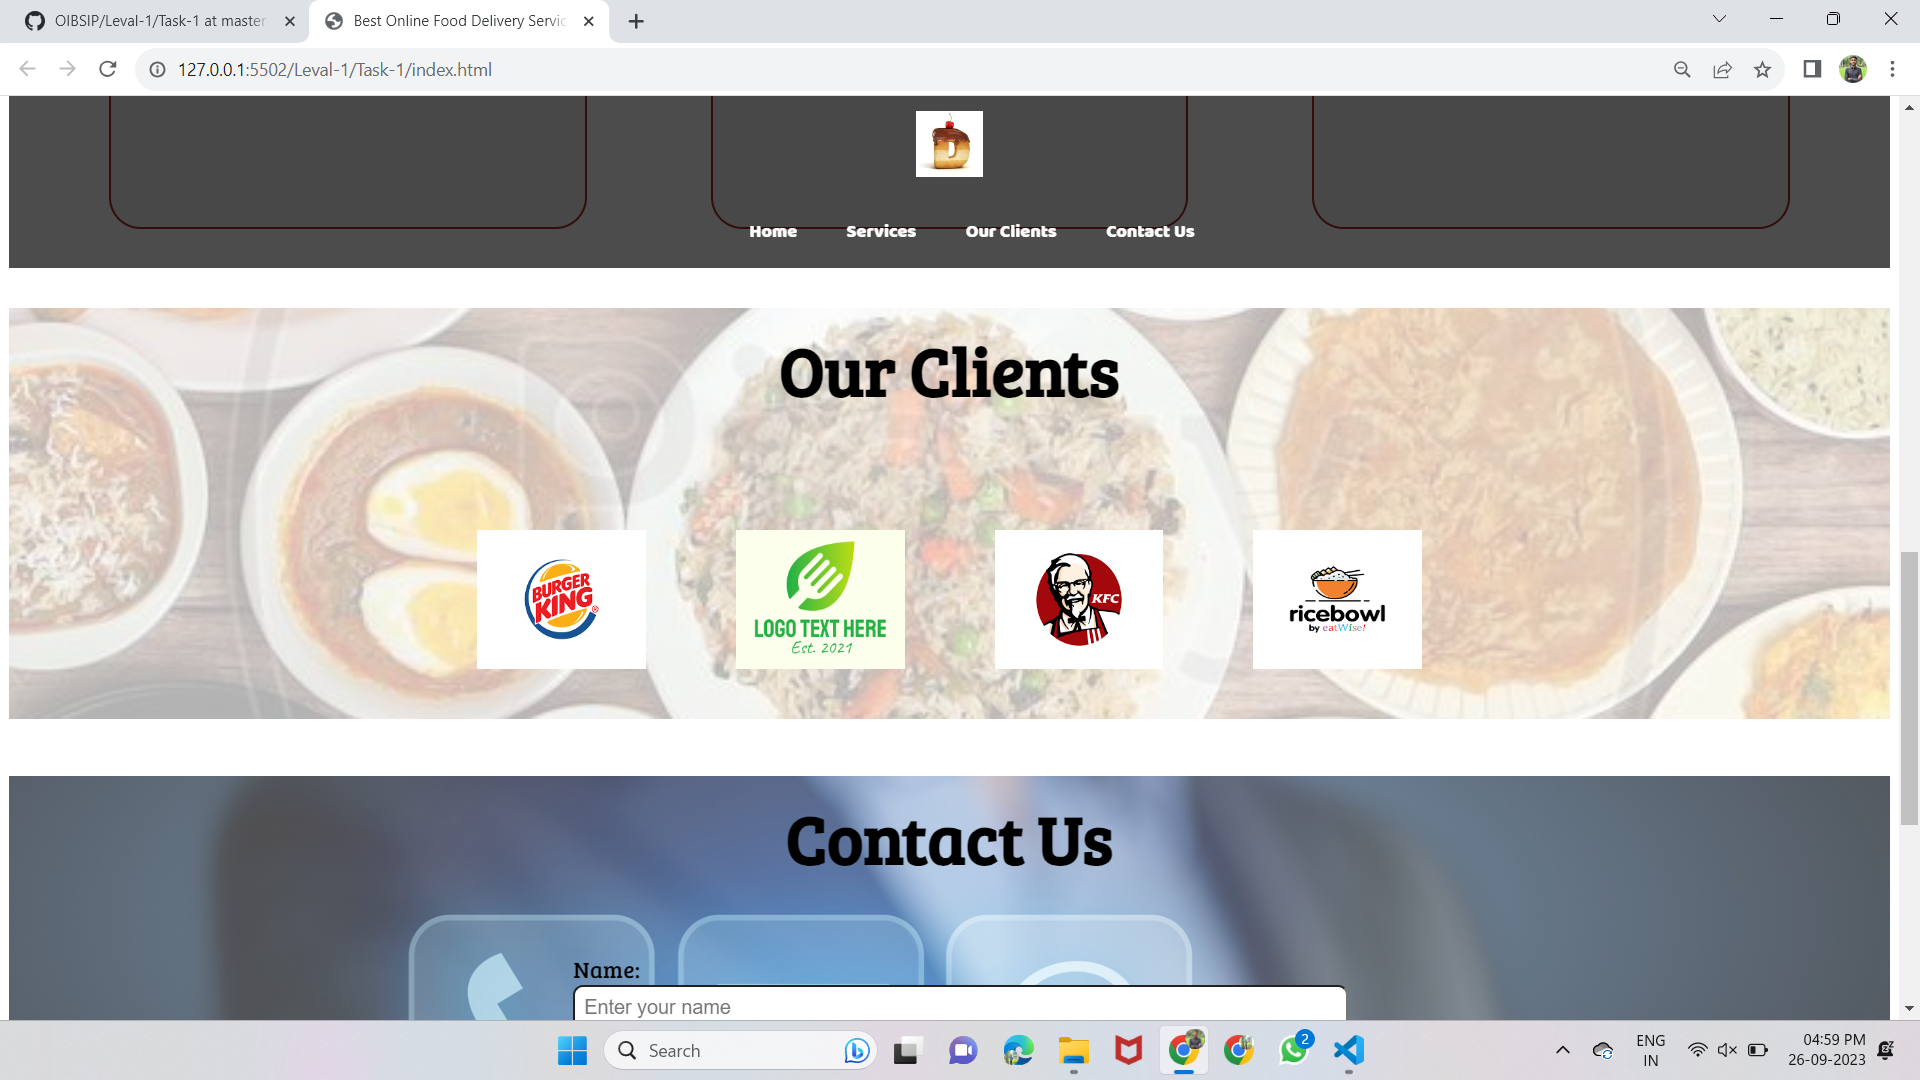 OIBSIP/Leval-1/Task-1 at master
Best Online Food Delivery Servic
127.0.0.1:5502/Leval-1/Task-1/index.html
D
Home Services Our Clients Contact Us
Our Clients
BURGER
KING®
LOGO TEXT HERE
Est. 2021
KFC
ricebowl
by eatWise!
Contact Us
Name:
Enter your name
Search
2
ENG
IN
04:59 PM
26-09-2023